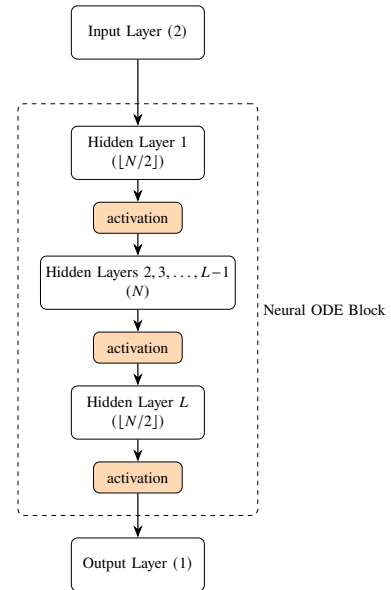 Input Layer (2)
Hidden Layer 1
(⌊N/2⌋)
activation
Hidden Layers 2, 3, . . . , L−1
(N)
activation
Neural ODE Block
Hidden Layer L
(⌊N/2⌋)
activation
Output Layer (1)